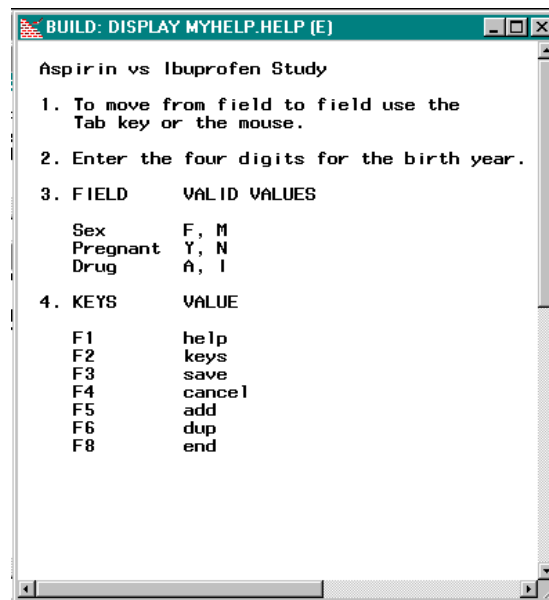 BUILD: DISPLAY MYHELP.HELP (E)
Aspirin vs Ibuprofen Study
1. To move from field to field use the
Tab key or the mouse.
2. Enter the four digits for the birth year.
3. FIELD VALID VALUES
Sex F, M
Pregnant Y, N
Drug A, I
4. KEYS VALUE
F1 help
F2 keys
F3 save
F4 cancel
F5 add
F6 dup
F8 end